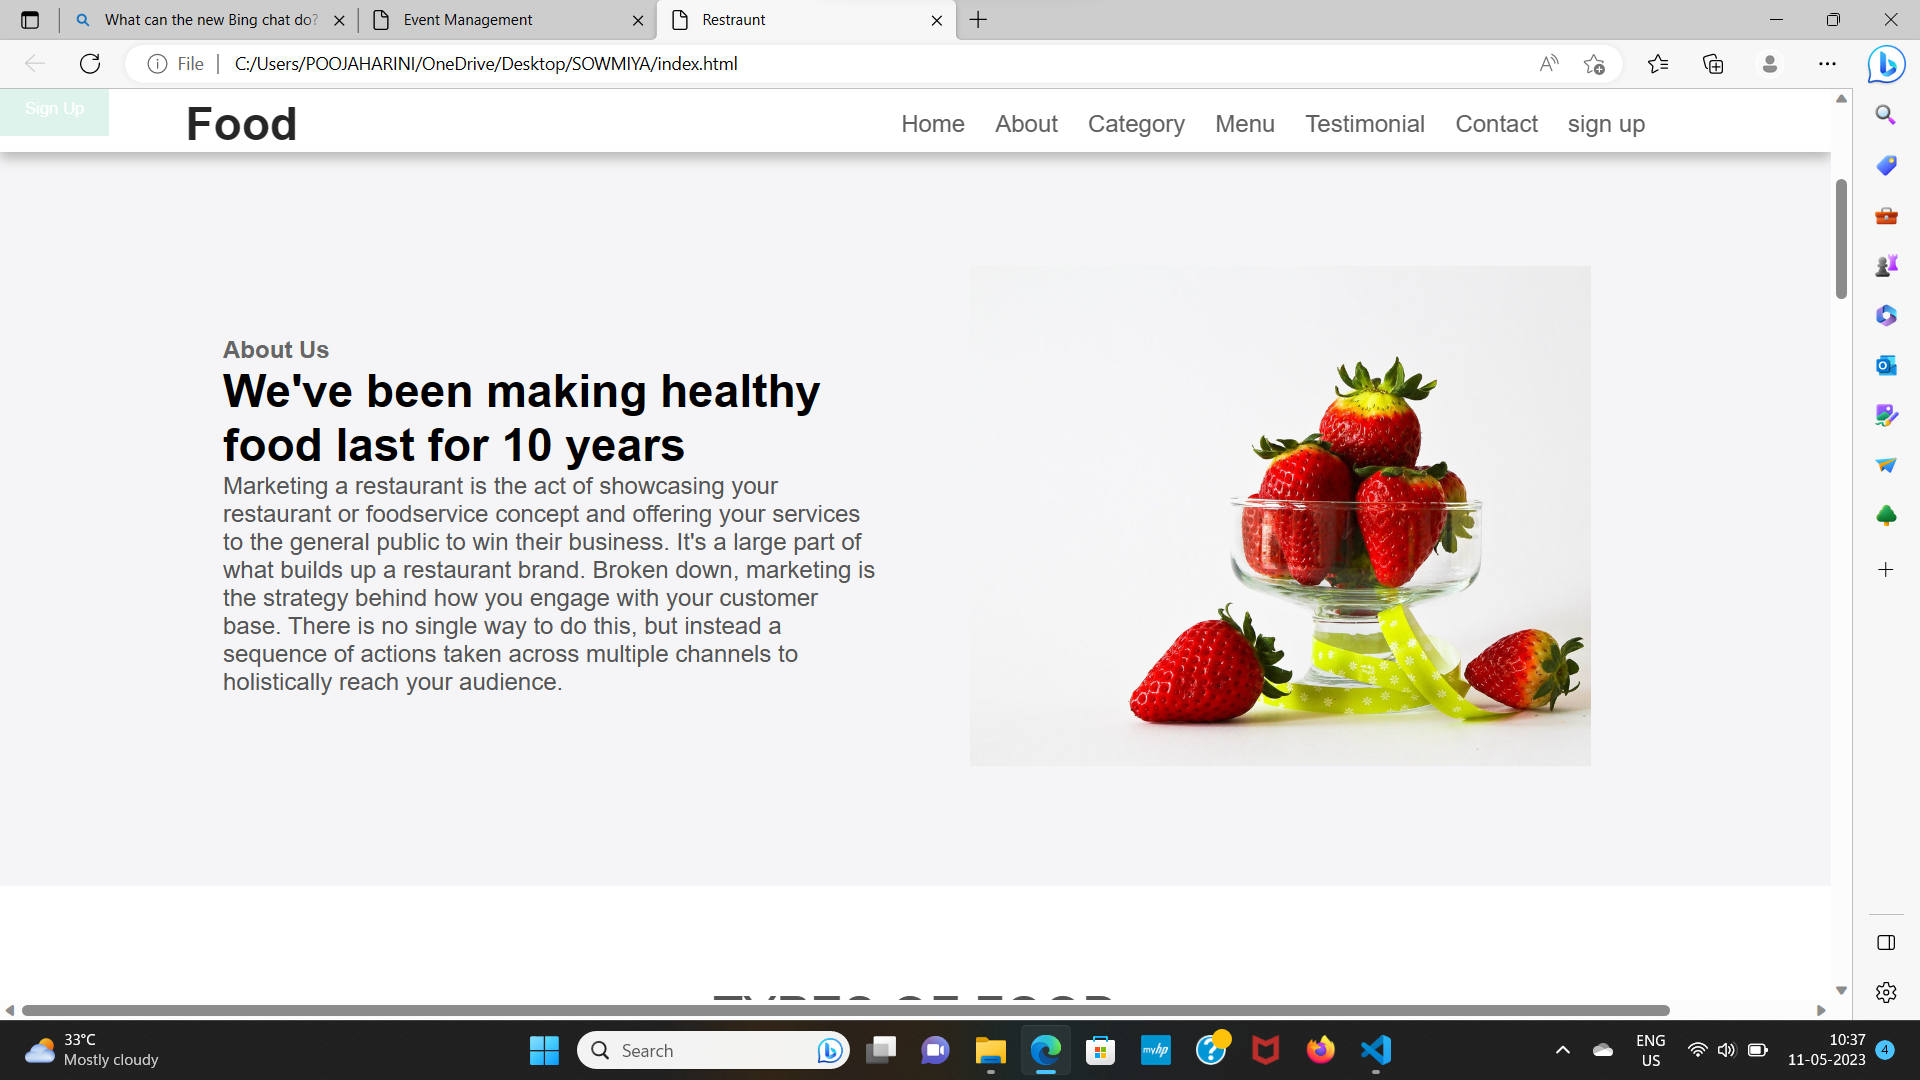 What can the new Bing chat do?
Event Management
Restraunt
File
C:/Users/POOJAHARINI/OneDrive/Desktop/SOWMIYA/index.html
Sign Up
Food
Home
About
Category
Menu
Testimonial
Contact
sign up
About Us
We've been making healthy
food last for 10 years
Marketing a restaurant is the act of showcasing your
restaurant or foodservice concept and offering your services
to the general public to win their business. It's a large part of
what builds up a restaurant brand. Broken down, marketing is
the strategy behind how you engage with your customer
base. There is no single way to do this, but instead a
sequence of actions taken across multiple channels to
holistically reach your audience.
TYPES OF FOOD
33°C
Mostly cloudy
Search
myhp
ENG
US
10:37
11-05-2023
4